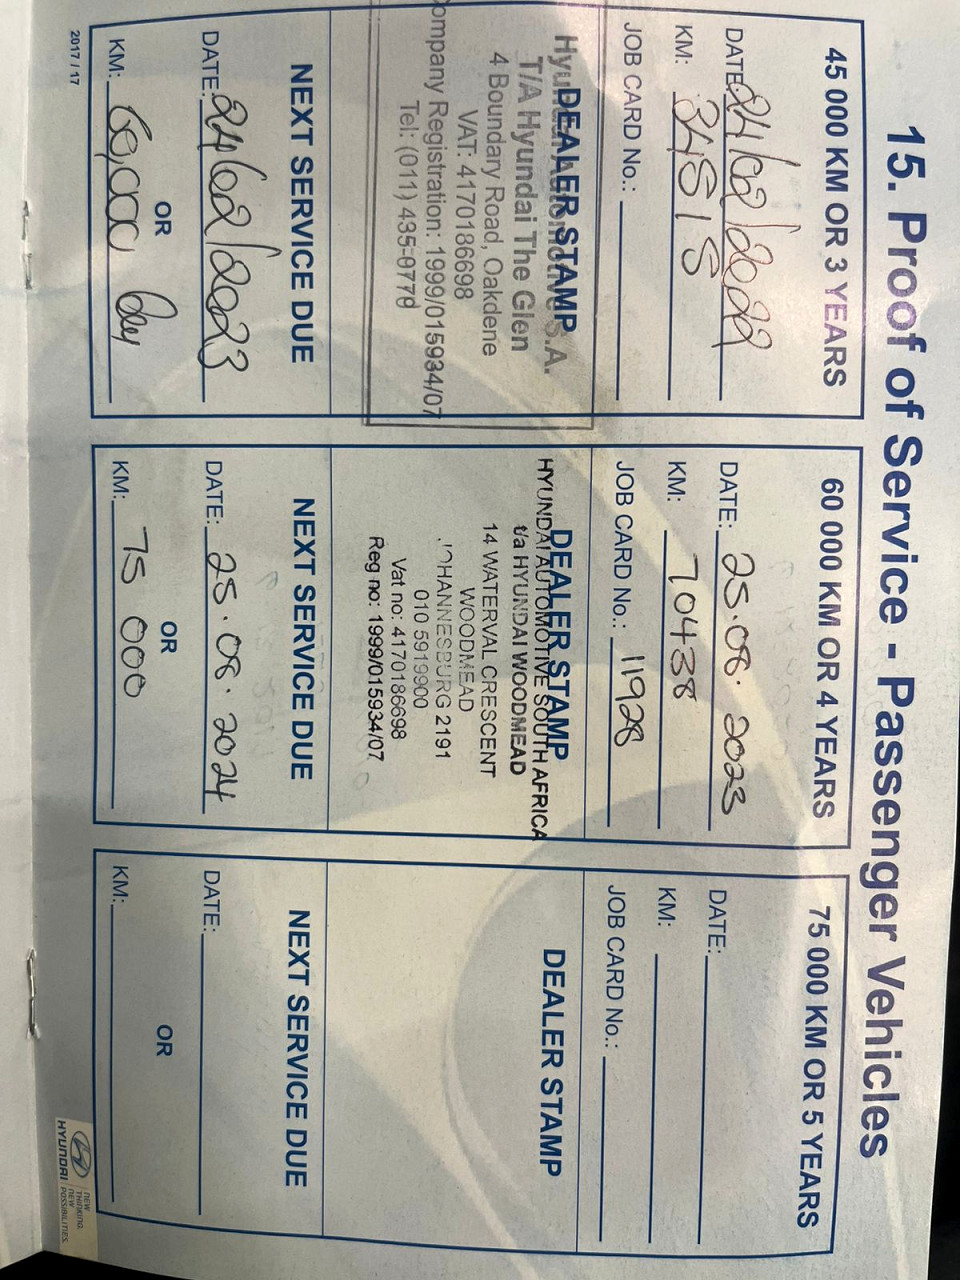 15. Proof of Service - Passenger Vehicles
45 000 KM OR 3 YEARS
DATE: 24/02/2022
KM: 34515
JOB CARD No.:
DEALER STAMP
T/A Hyundai The Glen
4 Boundary Road, Oakdene
VAT: 4170186698
Company Registration: 1999/015934/07
Tel: (011) 435-9779
NEXT SERVICE DUE
DATE: 24/02/2023
OR
KM: 60,000
2017 / 17
60 000 KM OR 4 YEARS
DATE: 25.08.2023
KM: 70438
JOB CARD No.: 11928
DEALER STAMP
HYUNDAI AUTOMOTIVE SOUTH AFRICA
t/a HYUNDAI WOODMEAD
14 WATERVAL CRESCENT
WOODMEAD
JOHANNESBURG 2191
010 5919900
Vat no: 4170186698
Reg no: 1999/015934/07
NEXT SERVICE DUE
DATE: 25.08.2024
OR
KM: 75 000
75 000 KM OR 5 YEARS
DATE:
KM:
JOB CARD No.:
DEALER STAMP
NEXT SERVICE DUE
DATE:
OR
KM:
HYUNDAI
NEW
THINKING.
NEW
POSSIBILITIES.